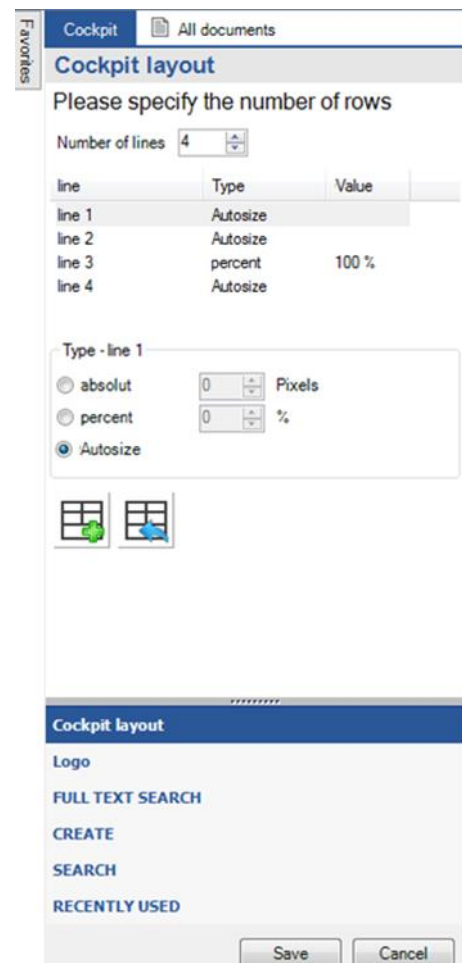 Favorites
Cockpit All documents
Cockpit layout
Please specify the number of rows
Number of lines 4
line Type Value
line 1 Autosize
line 2 Autosize
line 3 percent 100 %
line 4 Autosize
Type - line 1
absolut 0 Pixels
percent 0 %
Autosize
Cockpit layout
Logo
FULL TEXT SEARCH
CREATE
SEARCH
RECENTLY USED
Save Cancel